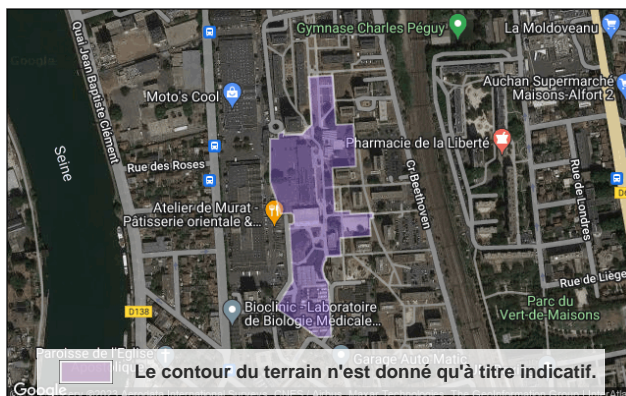 Google
Quai Jean Baptiste Clément
Gymnase Charles Péguy
La Moldoveanu
Moto's Cool
Auchan Supermarché
Maisons-Alfort 2
Pharmacie de la Liberté
Seine
Rue des Roses
Cr Beethoven
D6
Rue de Londres
Atelier de Murat -
Pâtisserie orientale &...
Rue de Liège
D138
Bioclinic - Laboratoire
de Biologie Médicale...
Parc du
Vert-de-Maisons
Paroisse de l'Eglise
Garage Auto Matic
Le contour du terrain n'est donné qu'à titre indicatif.
Google